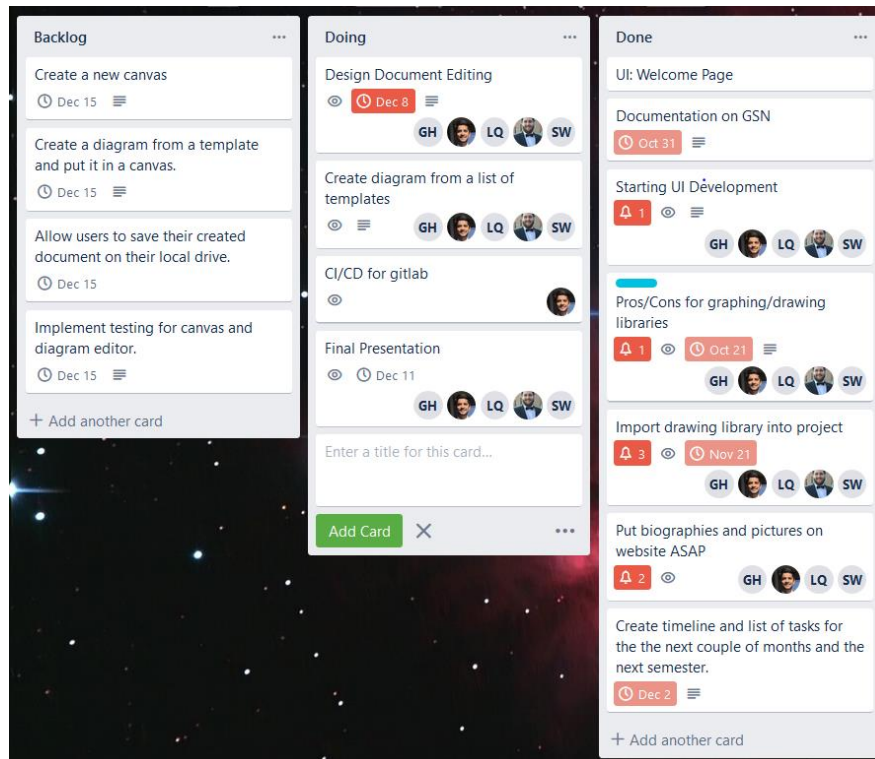 Backlog
Create a new canvas
Dec 15
Create a diagram from a template
and put it in a canvas.
Dec 15
Allow users to save their created
document on their local drive.
Dec 15
Implement testing for canvas and
diagram editor.
Dec 15
+ Add another card
Doing
Design Document Editing
Dec 8
GH LQ SW
Create diagram from a list of
templates
GH LQ SW
CI/CD for gitlab
Final Presentation
Dec 11
GH LQ SW
Enter a title for this card...
Add Card
Done
UI: Welcome Page
Documentation on GSN
Oct 31
Starting UI Development
1
GH LQ SW
Pros/Cons for graphing/drawing
libraries
1 Oct 21
GH LQ SW
Import drawing library into project
3 Nov 21
GH LQ SW
Put biographies and pictures on
website ASAP
2 GH LQ SW
Create timeline and list of tasks for
the the next couple of months and the
next semester.
Dec 2
+ Add another card